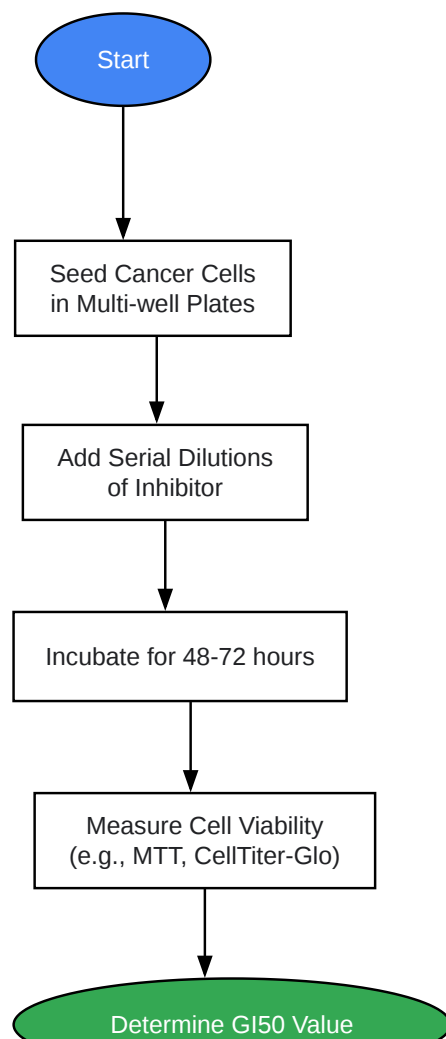 Start
Seed Cancer Cells
in Multi-well Plates
Add Serial Dilutions
of Inhibitor
Incubate for 48-72 hours
Measure Cell Viability
(e.g., MTT, CellTiter-Glo)
Determine GI50 Value